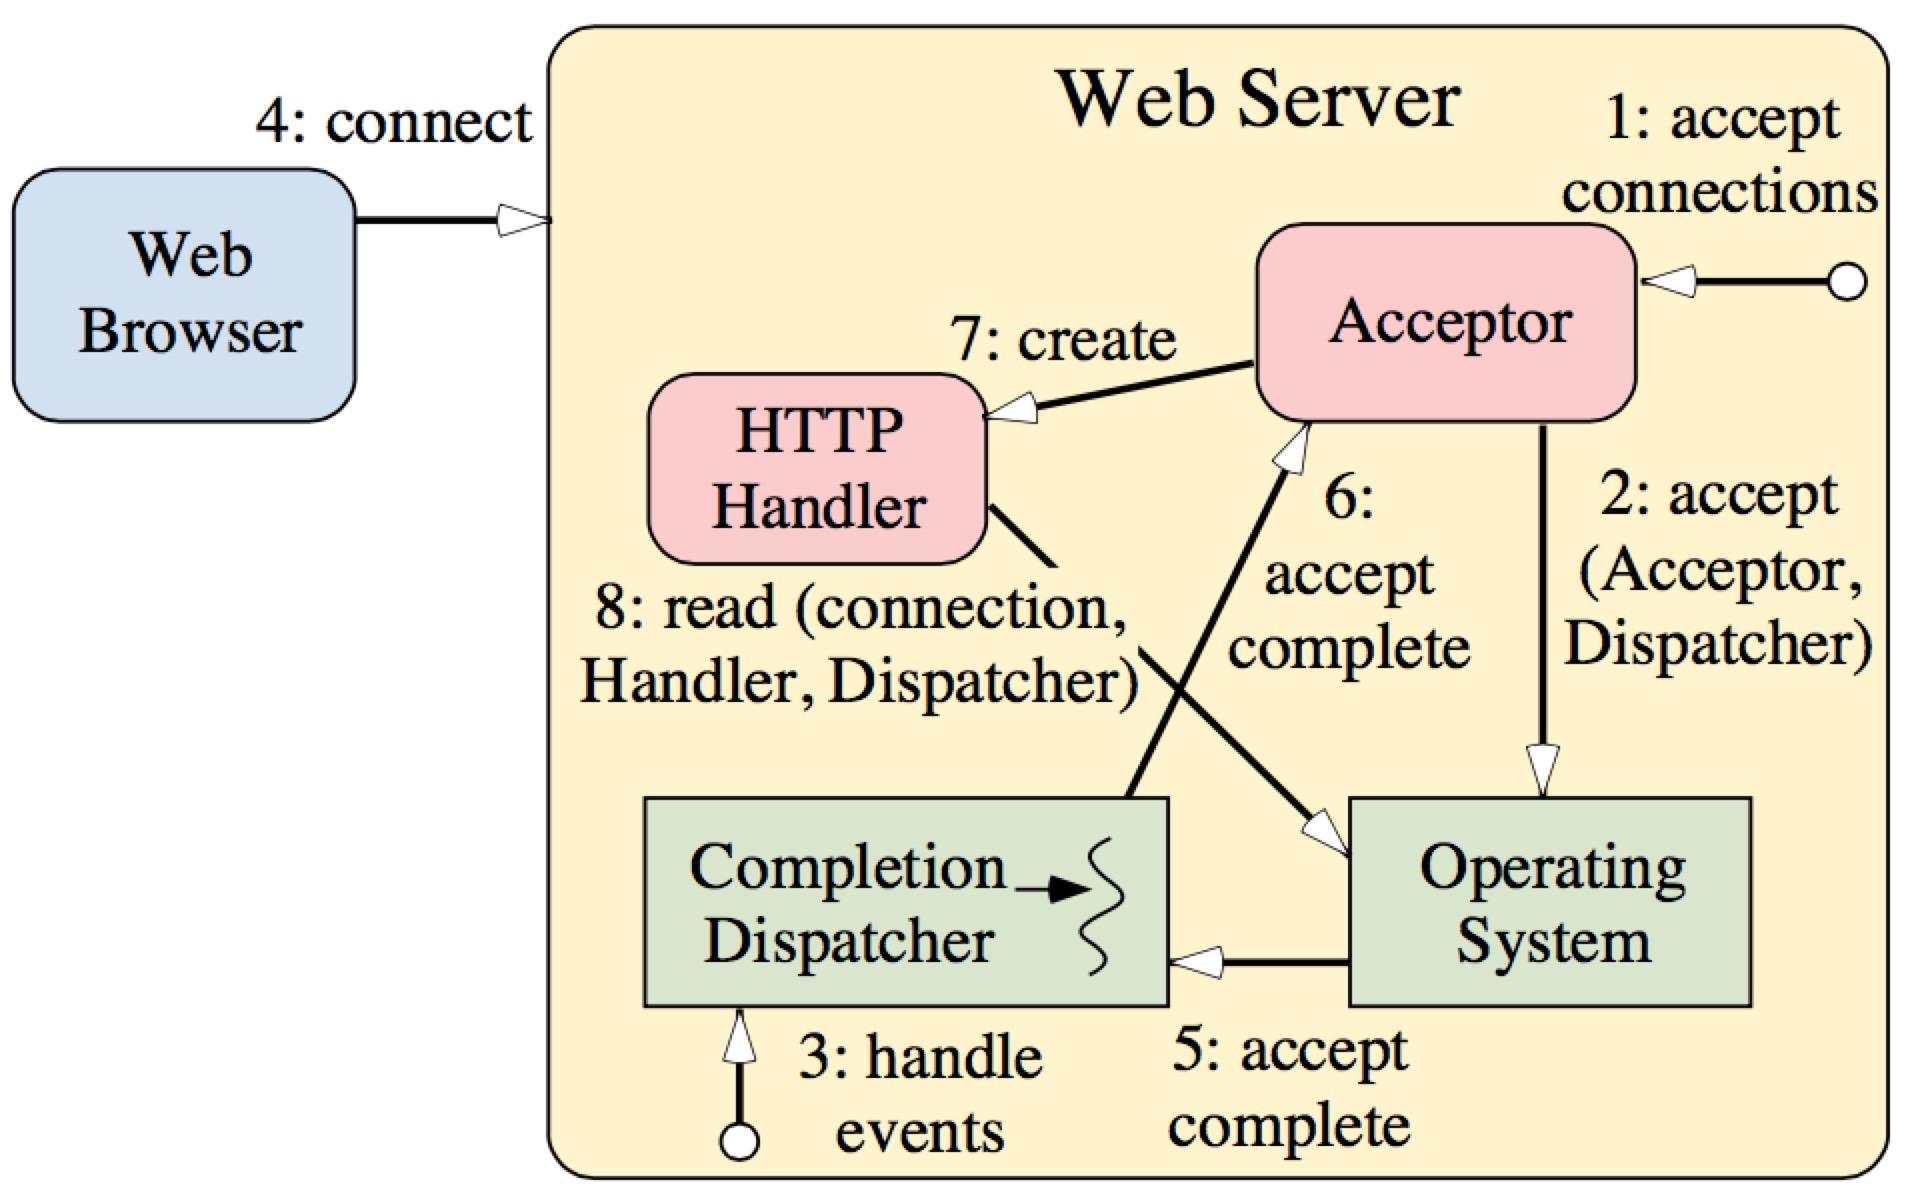 Web Server
4: connect
1: accept
connections
Web
Browser
Acceptor
7: create
HTTP
Handler
6:
accept
complete
2: accept
(Acceptor,
Dispatcher)
8: read (connection,
Handler, Dispatcher)
Completion
Dispatcher
Operating
System
3: handle
events
5: accept
complete